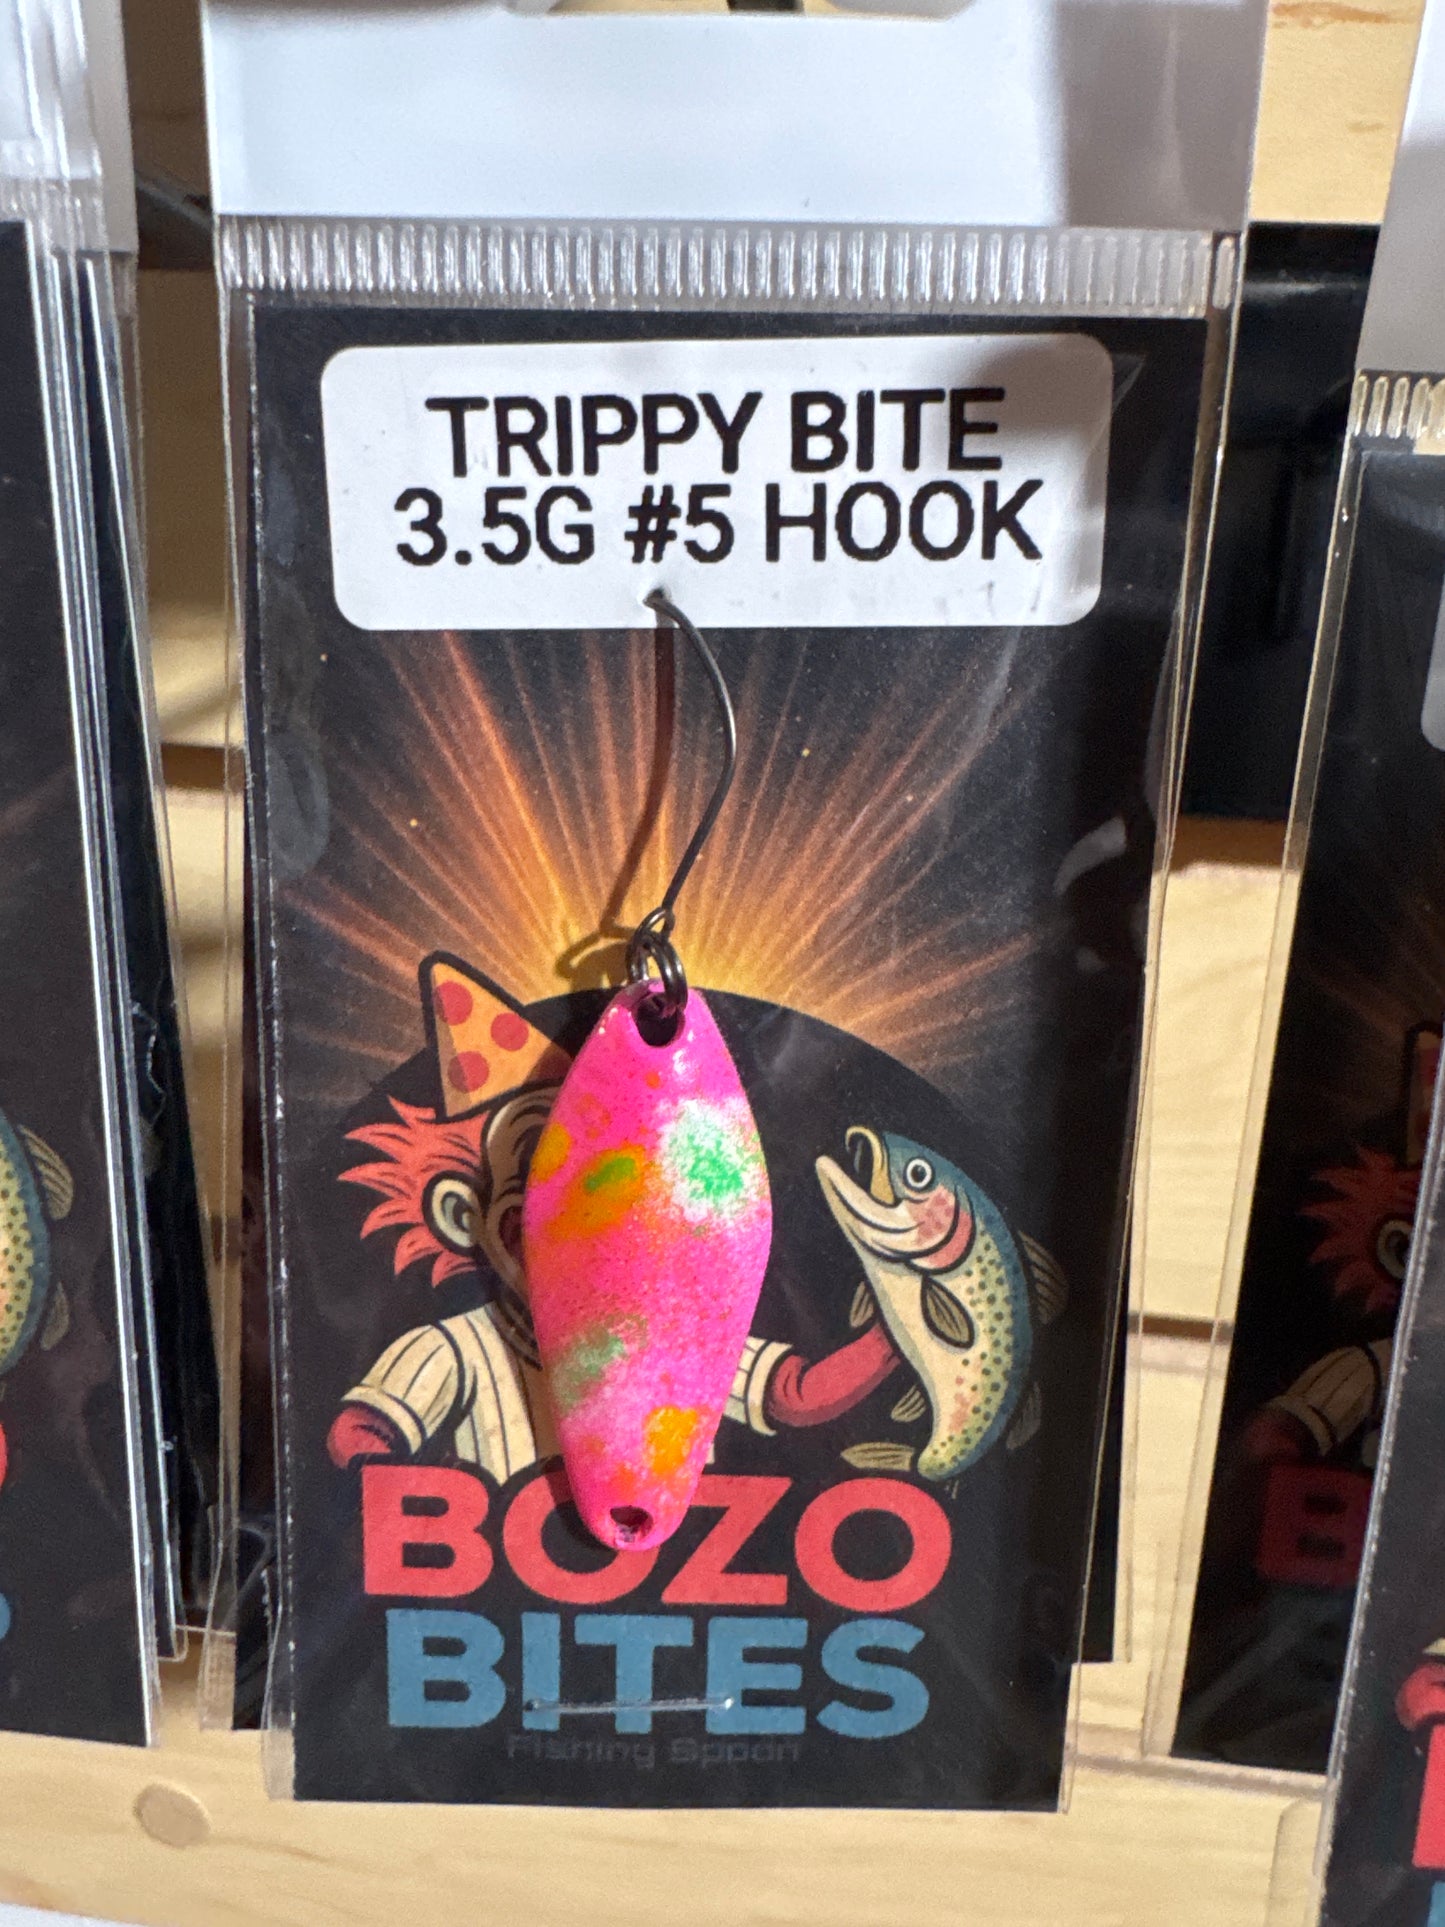 TRIPPY BITE
3.5G #5 HOOK
BOZO
BITES
Fishing Spoon